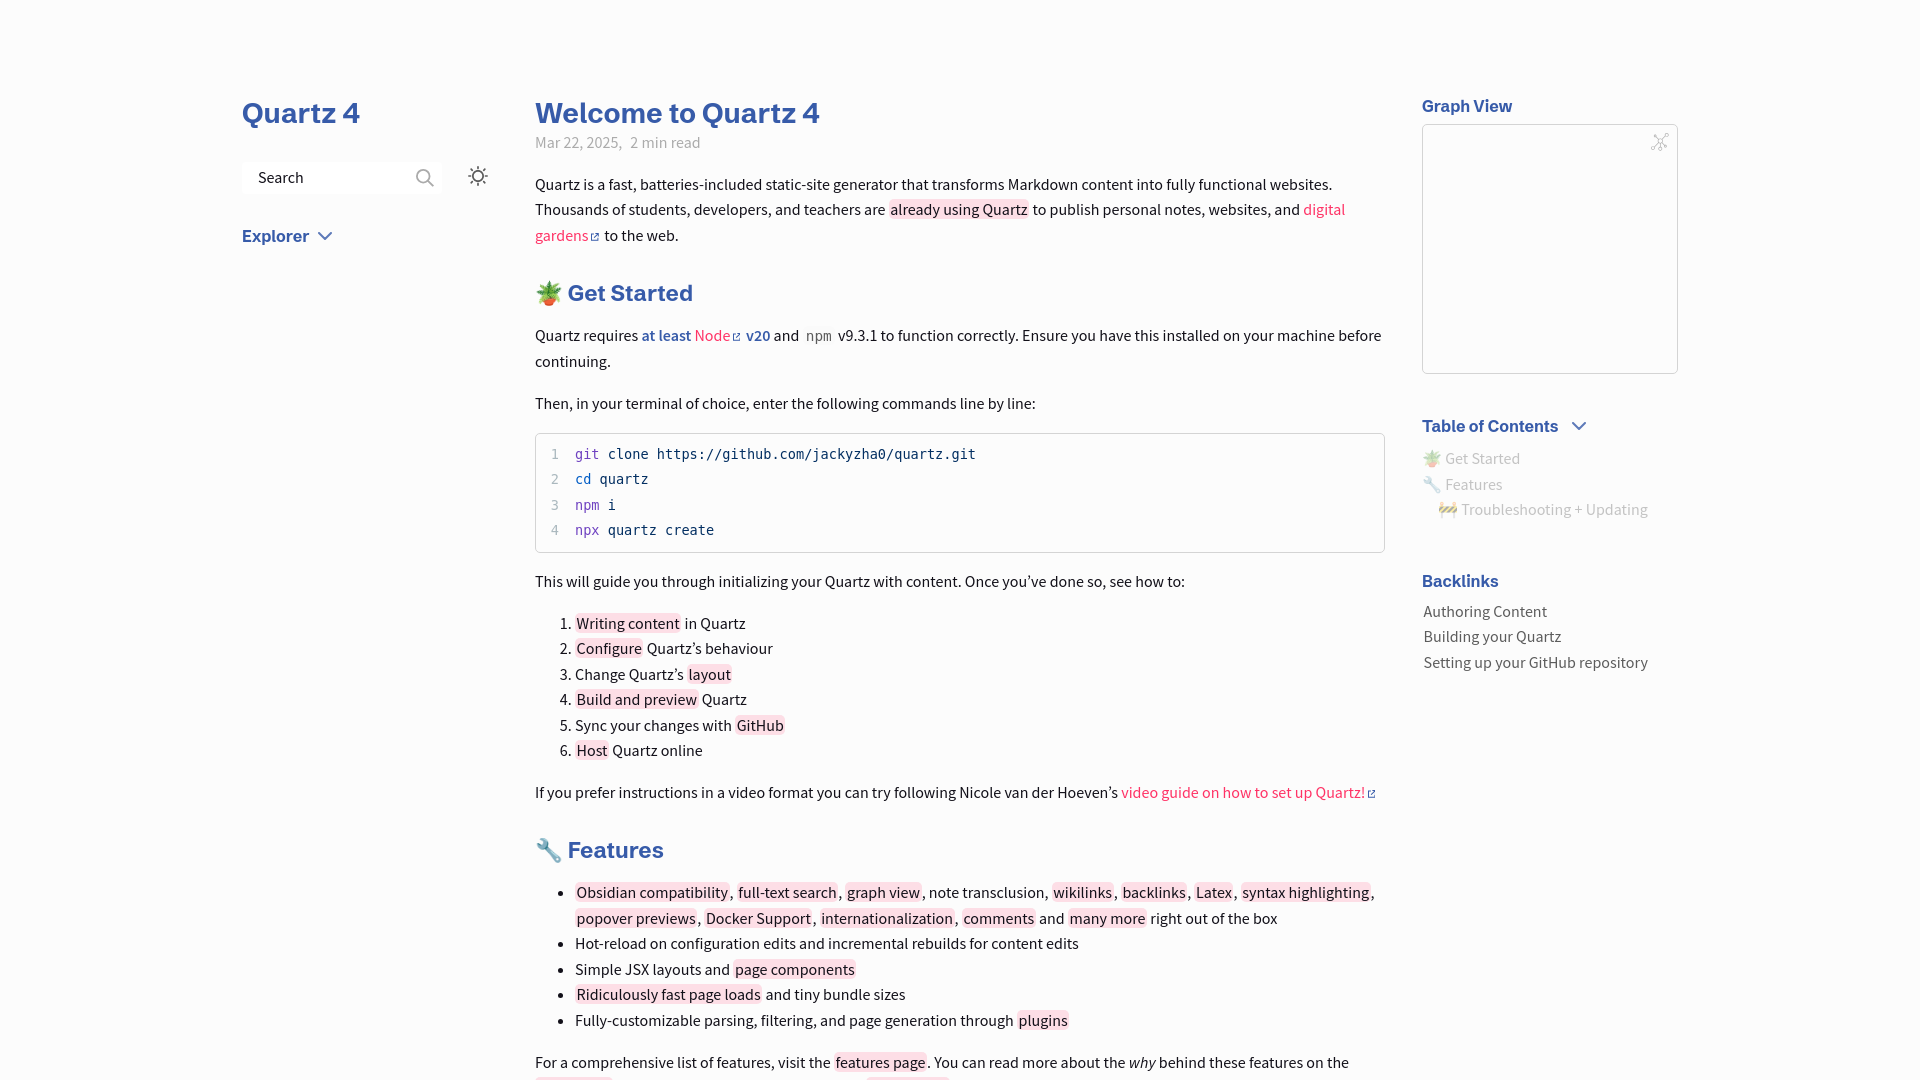 Quartz 4
Search
Explorer
Welcome to Quartz 4
Mar 22, 2025, 2 min read
Quartz is a fast, batteries-included static-site generator that transforms Markdown content into fully functional websites.
Thousands of students, developers, and teachers are already using Quartz to publish personal notes, websites, and digital
gardens to the web.
🪴 Get Started
Quartz requires at least Node v20 and npm v9.3.1 to function correctly. Ensure you have this installed on your machine before
continuing.
Then, in your terminal of choice, enter the following commands line by line:
1 git clone https://github.com/jackyzha0/quartz.git
2 cd quartz
3 npm i
4 npx quartz create
This will guide you through initializing your Quartz with content. Once you’ve done so, see how to:
1. Writing content in Quartz
2. Configure Quartz’s behaviour
3. Change Quartz’s layout
4. Build and preview Quartz
5. Sync your changes with GitHub
6. Host Quartz online
If you prefer instructions in a video format you can try following Nicole van der Hoeven’s video guide on how to set up Quartz!
🔧 Features
• Obsidian compatibility, full-text search, graph view, note transclusion, wikilinks, backlinks, Latex, syntax highlighting,
popover previews, Docker Support, internationalization, comments and many more right out of the box
• Hot-reload on configuration edits and incremental rebuilds for content edits
• Simple JSX layouts and page components
• Ridiculously fast page loads and tiny bundle sizes
• Fully-customizable parsing, filtering, and page generation through plugins
For a comprehensive list of features, visit the features page. You can read more about the why behind these features on the
Graph View
Table of Contents
🪴 Get Started
🔧 Features
🚧 Troubleshooting + Updating
Backlinks
Authoring Content
Building your Quartz
Setting up your GitHub repository